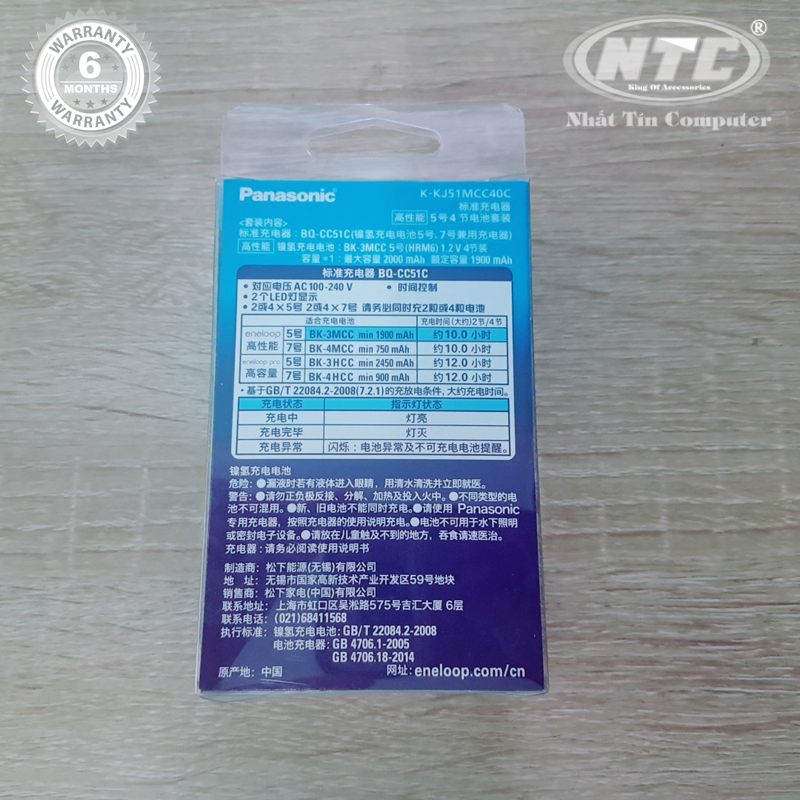 WARRANTY
6
MONTHS
WARRANTY
NTC®
King Of Accessories
Nhất Tín Computer
Panasonic
K-KJ51MCC40C
标准充电器
高性能 5号4节电池套装
<套装内容>
标准充电器：BQ-CC51C(镍氢充电电池5号、7号兼用充电器)
高性能 镍氢充电电池：BK-3MCC 5号(HRM6) 1.2V 4节装
容量*1：最大容量 2000 mAh 额定容量 1900 mAh
标准充电器 BQ-CC51C
•对应电压AC100-240 V •时间控制
•2个LED灯显示
•2或4×5号 2或4×7号 请务必同时充2粒或4粒电池
适合充电电池 充电时间(大约)2节/4节
eneloop 5号 BK-3MCC min 1900 mAh 约10.0 小时
高性能 7号 BK-4MCC min 750 mAh 约10.0 小时
eneloop pro 5号 BK-3HCC min 2450 mAh 约12.0 小时
高容量 7号 BK-4HCC min 900 mAh 约12.0 小时
•基于GB/T 22084.2-2008(7.2.1)的充放电条件，大约充电时间。
充电状态 指示灯状态
充电中 灯亮
充电完毕 灯灭
充电异常 闪烁：电池异常及不可充电电池提醒。
镍氢充电电池
危险：●漏液时若有液体进入眼睛，用清水清洗并立即就医。
警告：●请勿正负极反接、分解、加热及投入火中。●不同类型的电
池不可混用。●新、旧电池不能同时充电。●请使用 Panasonic
专用充电器，按照充电器的使用说明充电。●电池不可用于水下照明
或密封电子设备。●请放在儿童触及不到的地方，吞食请速医治。
充电器：请务必阅读使用说明书
制造商：松下能源(无锡)有限公司
地 址：无锡市国家高新技术产业开发区59号地块
销售商：松下家电(中国)有限公司
联系地址：上海市虹口区吴淞路575号吉汇大厦 6层
联系电话：(021)68411568
执行标准：镍氢充电电池：GB/T 22084.2-2008
电池充电器：GB 4706.1-2005
GB 4706.18-2014
原产地：中国 网址：eneloop.com/cn